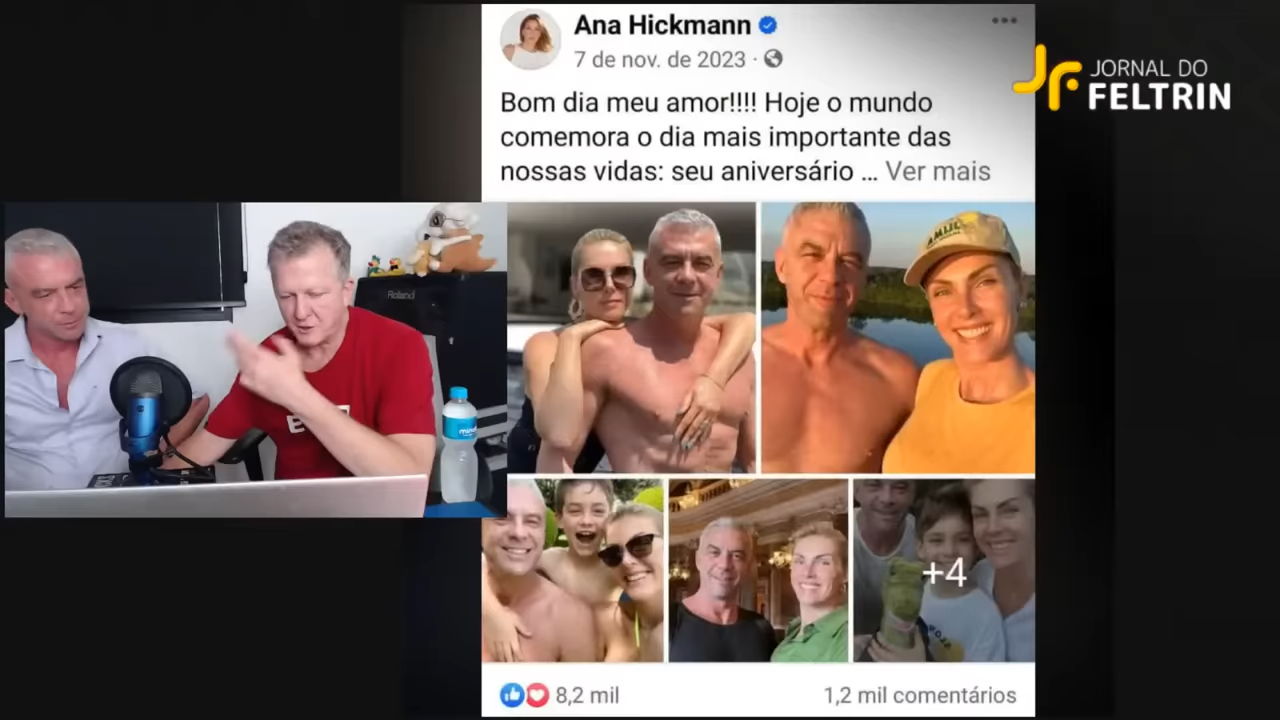 Ana Hickmann
7 de nov. de 2023 ·
JORNAL DO
FELTRIN
Bom dia meu amor!!!! Hoje o mundo
comemora o dia mais importante das
nossas vidas: seu aniversário ... Ver mais
Roland
+4
8,2 mil
1,2 mil comentários